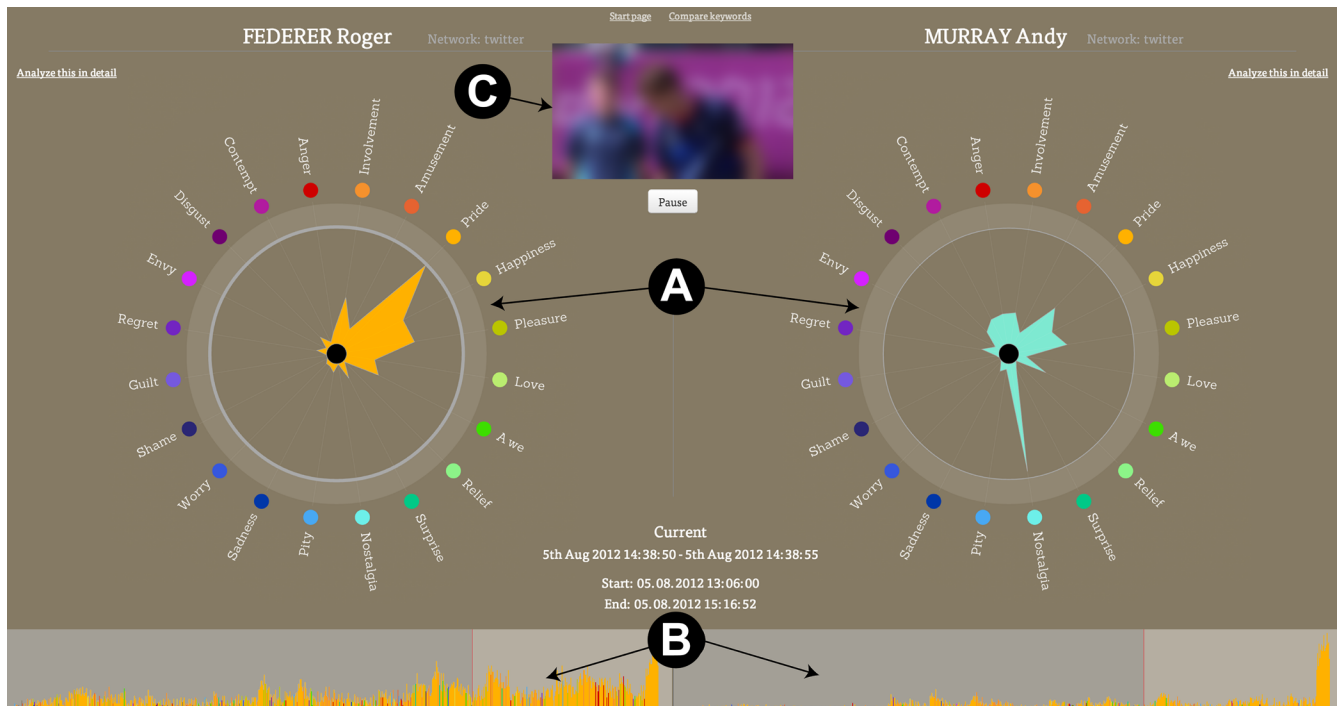 Start page Compare keywords
FEDERER Roger Network: twitter
MURRAY Andy Network: twitter
Analyze this in detail
Analyze this in detail
C
Pause
A
Anger
Involvement
Amusement
Pride
Happiness
Pleasure
Love
Awe
Relief
Surprise
Nostalgia
Pity
Sadness
Worry
Shame
Guilt
Regret
Envy
Disgust
Contempt
Anger
Involvement
Amusement
Pride
Happiness
Pleasure
Love
Awe
Relief
Surprise
Nostalgia
Pity
Sadness
Worry
Shame
Guilt
Regret
Envy
Disgust
Contempt
Current
5th Aug 2012 14:38:50 - 5th Aug 2012 14:38:55
Start: 05.08.2012 13:06:00
End: 05.08.2012 15:16:52
B